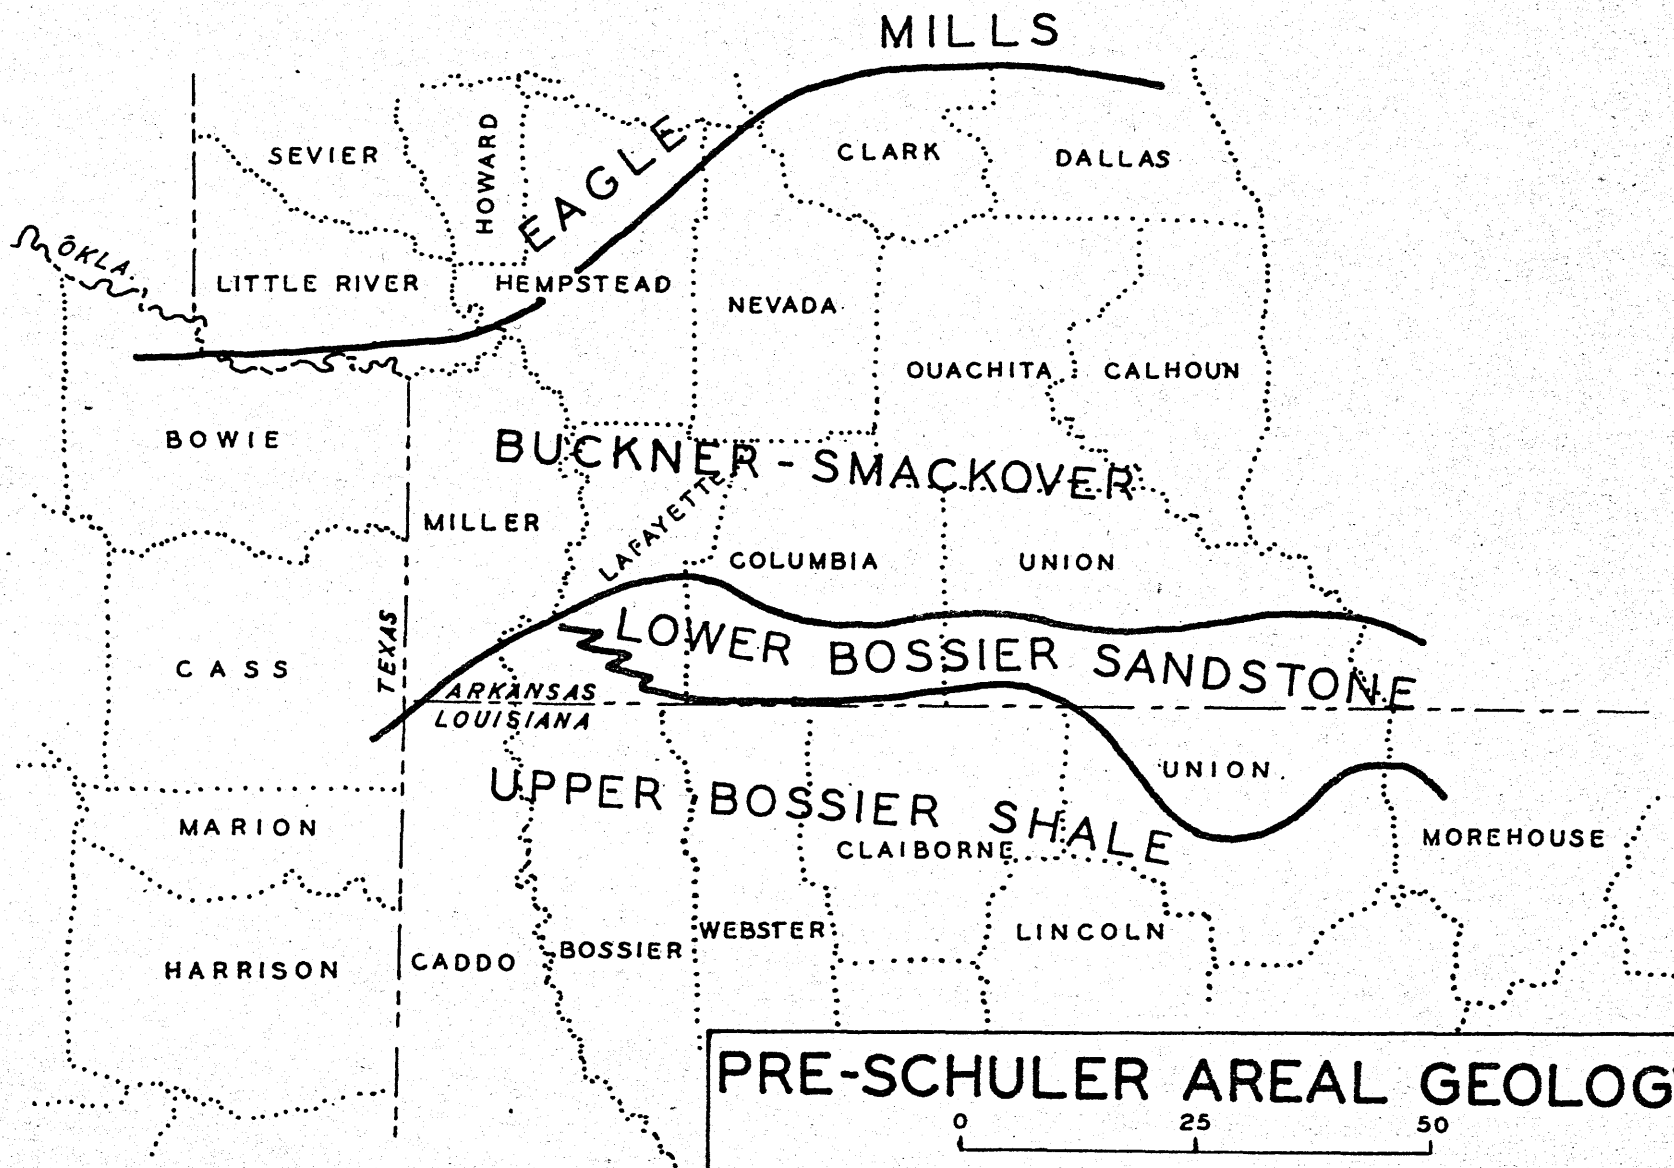 MILLS
EAGLE
SEVIER
HOWARD
CLARK
DALLAS
OKLA.
LITTLE RIVER
HEMPSTEAD
NEVADA
OUACHITA
CALHOUN
BOWIE
BUCKNER - SMACKOVER
MILLER
LAFAYETTE
COLUMBIA
UNION
TEXAS
LOWER BOSSIER SANDSTONE
CASS
ARKANSAS
LOUISIANA
UPPER BOSSIER SHALE
UNION
MARION
CLAIBORNE
MOREHOUSE
HARRISON
CADDO
BOSSIER
WEBSTER
LINCOLN
PRE-SCHULER AREAL GEOLOG
0 25 50